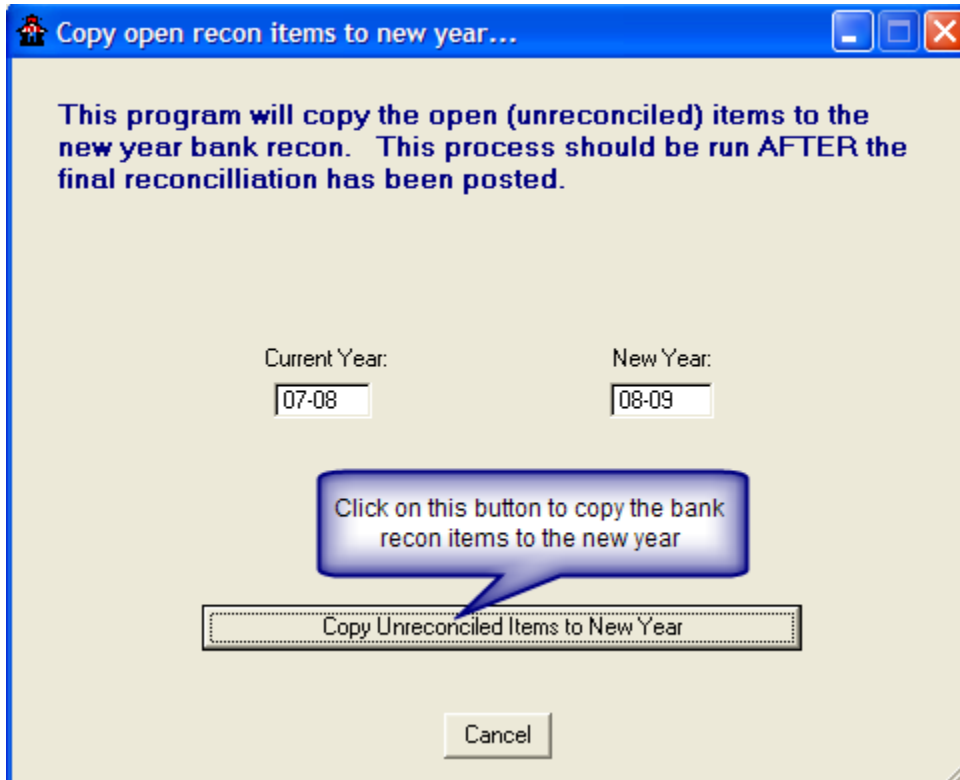 Copy open recon items to new year...
This program will copy the open (unreconciled) items to the
new year bank recon. This process should be run AFTER the
final reconcilliation has been posted.
Current Year: New Year:
07-08 08-09
Click on this button to copy the bank
recon items to the new year
Copy Unreconciled Items to New Year
Cancel